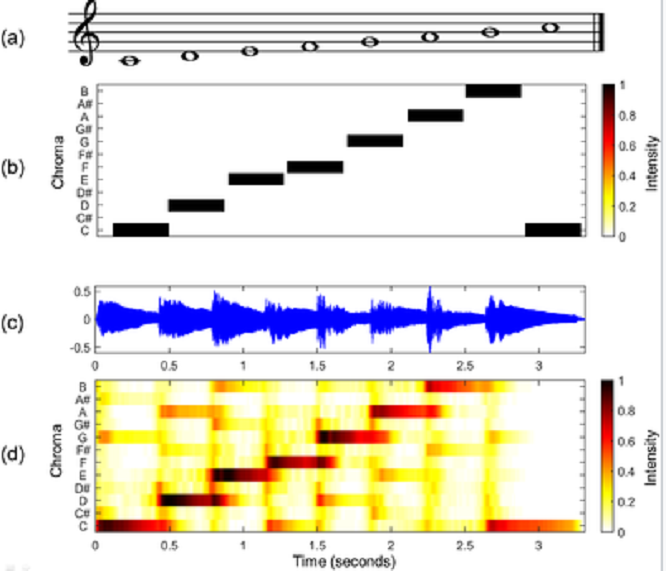 (a)
(b)
Chroma
B
A#
A
G#
G
F#
F
E
D#
D
C#
C
1
0.8
0.6
0.4
0.2
0
Intensity
(c)
0.5
0
-0.5
0 0.5 1 1.5 2 2.5 3
(d)
Chroma
B
A#
A
G#
G
F#
F
E
D#
D
C#
C
0 0.5 1 1.5 2 2.5 3
Time (seconds)
1
0.8
0.6
0.4
0.2
0
Intensity